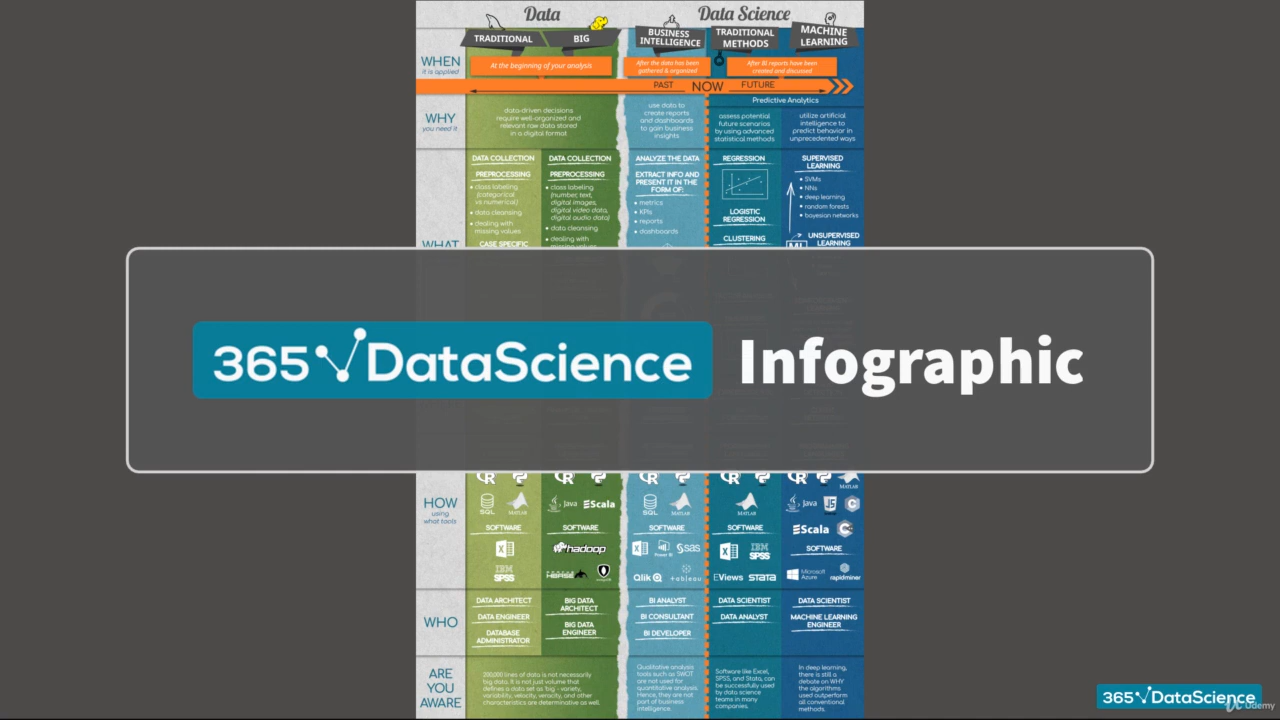 Data
Data Science
TRADITIONAL
BIG
BUSINESS
INTELLIGENCE
TRADITIONAL
METHODS
MACHINE
LEARNING
WHEN
it is applied
At the beginning of your analysis
After the data has been
gathered & organized
After BI reports have been
created and discussed
PAST
NOW
FUTURE
Predictive Analytics
WHY
you need it
data-driven decisions
require well-organized and
relevant raw data stored
in a digital format
use data to
create reports
and dashboards
to gain business
insights
assess potential
future scenarios
by using advanced
statistical methods
utilize artificial
intelligence to
predict behavior in
unprecedented ways
WHAT
DATA COLLECTION
PREPROCESSING
• class labeling
(categorical
vs numerical)
• data cleansing
• dealing with
missing values
CASE SPECIFIC
DATA COLLECTION
PREPROCESSING
• class labeling
(number, text,
digital images,
digital video data,
digital audio data)
• data cleansing
• dealing with
missing values
ANALYZE THE DATA
EXTRACT INFO AND
PRESENT IT IN THE
FORM OF:
• metrics
• KPIs
• reports
• dashboards
REGRESSION
LOGISTIC
REGRESSION
CLUSTERING
SUPERVISED
LEARNING
• SVMs
• NNs
• deep learning
• random forests
• bayesian networks
UNSUPERVISED
LEARNING
ML
365 DataScience Infographic
HOW
using
what tools
R
SQL
MATLAB
SOFTWARE
IBM
SPSS
R
Java
Scala
SOFTWARE
hadoop
HBASE
R
SQL
MATLAB
SOFTWARE
Power BI
sas
Qlik
+ableau
R
MATLAB
SOFTWARE
IBM
SPSS
EViews
STATA
R
MATLAB
Java
JS
C
Scala
C
SOFTWARE
Microsoft
Azure
rapidminer
WHO
DATA ARCHITECT
DATA ENGINEER
DATABASE
ADMINISTRATOR
BIG DATA
ARCHITECT
BIG DATA
ENGINEER
BI ANALYST
BI CONSULTANT
BI DEVELOPER
DATA SCIENTIST
DATA ANALYST
DATA SCIENTIST
MACHINE LEARNING
ENGINEER
ARE
YOU
AWARE
200,000 lines of data is not necessarily
big data. It is not just volume that
defines a data set as 'big' - variety,
variability, velocity, veracity, and other
characteristics are determinative as well.
Qualitative analysis
tools such as SWOT
are not used for
quantitative analysis.
Hence, they are not
part of business
intelligence.
Software like Excel,
SPSS, and Stata, can
be successfully used
by data science
teams in many
companies.
In deep learning,
there is still a
debate on WHY
the algorithms
used outperform
all conventional
methods.
365 DataScience
Udemy